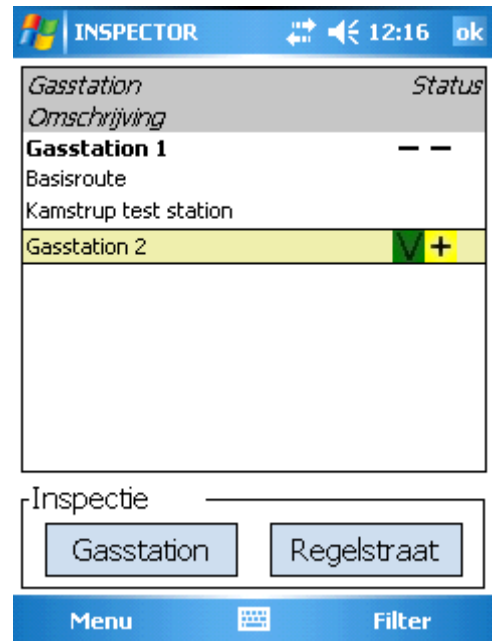 INSPECTOR 12:16 ok
Gasstation Status
Omschrijving
Gasstation 1 – –
Basisroute
Kamstrup test station
Gasstation 2 V +
Inspectie
Gasstation Regelstraat
Menu Filter